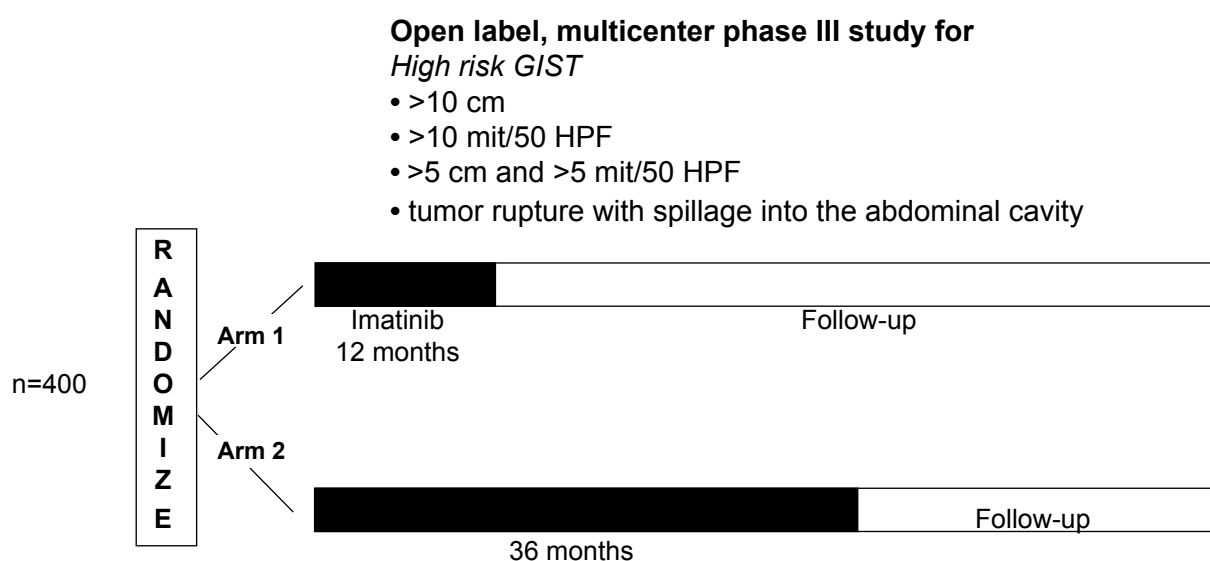 Open label, multicenter phase III study for
High risk GIST
• >10 cm
• >10 mit/50 HPF
• >5 cm and >5 mit/50 HPF
• tumor rupture with spillage into the abdominal cavity
n=400
R
A
N
D
O
M
I
Z
E
Arm 1
Imatinib
12 months
Follow-up
Arm 2
36 months
Follow-up